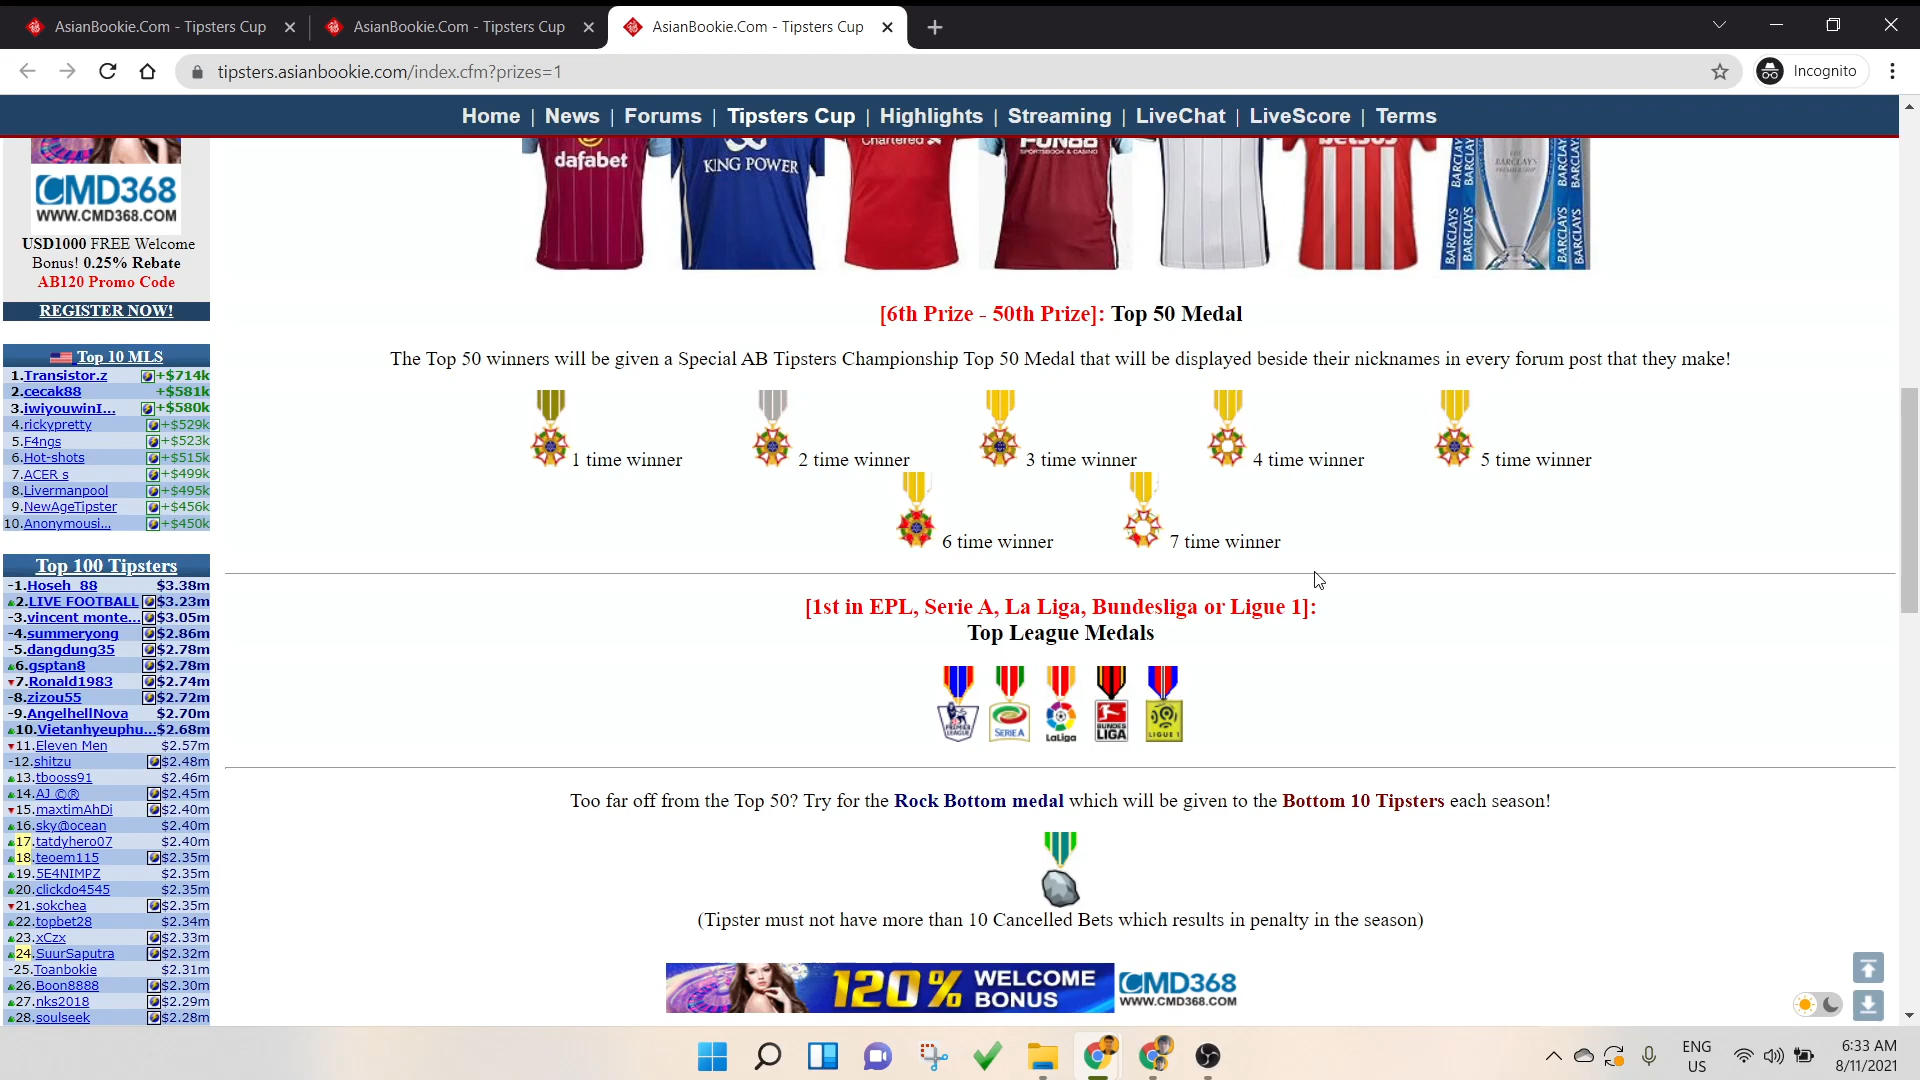 AsianBookie.Com - Tipsters Cup
AsianBookie.Com - Tipsters Cup
AsianBookie.Com - Tipsters Cup
tipsters.asianbookie.com/index.cfm?prizes=1
Incognito
Home | News | Forums | Tipsters Cup | Highlights | Streaming | LiveChat | LiveScore | Terms
CMD368
WWW.CMD368.COM
USD1000 FREE Welcome
Bonus! 0.25% Rebate
AB120 Promo Code
REGISTER NOW!
Top 10 MLS
1.Transistor.z +$714k
2.cecak88 +$581k
3.iwiyouwinI... +$580k
4.rickypretty +$529k
5.F4ngs +$523k
6.Hot-shots +$515k
7.ACER s +$499k
8.Livermanpool +$495k
9.NewAgeTipster +$456k
10.Anonymousi... +$450k
Top 100 Tipsters
-1.Hoseh_88 $3.38m
2.LIVE FOOTBALL $3.23m
-3.vincent monte... $3.05m
-4.summeryong $2.86m
-5.dangdung35 $2.78m
6.gsptan8 $2.78m
7.Ronald1983 $2.74m
-8.zizou55 $2.72m
-9.AngelhellNova $2.70m
10.Vietanhyeuphu... $2.68m
11.Eleven Men $2.57m
-12.shitzu $2.48m
13.tbooss91 $2.46m
14.AJ ©® $2.45m
15.maxtimAhDi $2.40m
16.sky@ocean $2.40m
17.tatdyhero07 $2.40m
18.teoem115 $2.35m
19.5E4NIMPZ $2.35m
20.clickdo4545 $2.35m
21.sokchea $2.35m
22.topbet28 $2.34m
23.xCzx $2.33m
24.SuurSaputra $2.32m
-25.Toanbokie $2.31m
26.Boon8888 $2.30m
27.nks2018 $2.29m
28.soulseek $2.28m
dafabet
KING POWER
Chartered
FUN88
SPORTSBOOK & CASINO
bet365
BARCLAYS
BARCLAYS
BARCLAYS
BARCLAYS
BARCLAYS
[6th Prize - 50th Prize]: Top 50 Medal
The Top 50 winners will be given a Special AB Tipsters Championship Top 50 Medal that will be displayed beside their nicknames in every forum post that they make!
1 time winner 2 time winner 3 time winner 4 time winner 5 time winner
6 time winner 7 time winner
[1st in EPL, Serie A, La Liga, Bundesliga or Ligue 1]:
Top League Medals
PREMIER LEAGUE
SERIE A
LaLiga
BUNDES
LIGA
LIGUE 1
Too far off from the Top 50? Try for the Rock Bottom medal which will be given to the Bottom 10 Tipsters each season!
(Tipster must not have more than 10 Cancelled Bets which results in penalty in the season)
120% WELCOME BONUS CMD368
WWW.CMD368.COM
ENG
US
6:33 AM
8/11/2021